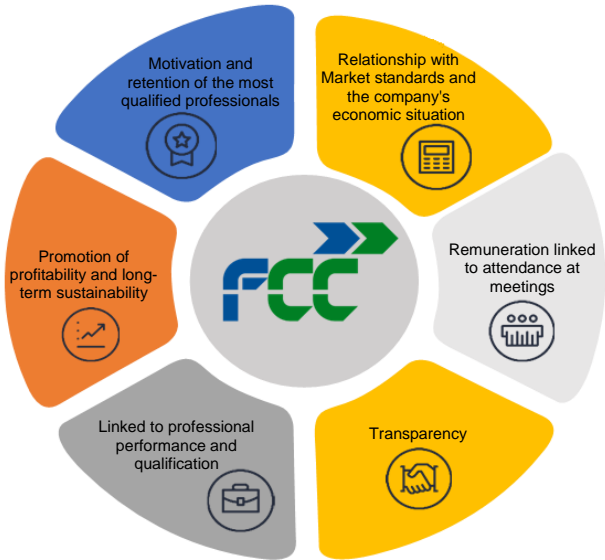 Motivation and
retention of the most
qualified professionals
Relationship with
Market standards and
the company's
economic situation
Promotion of
profitability and long-
term sustainability
FCC
Remuneration linked
to attendance at
meetings
Linked to professional
performance and
qualification
Transparency